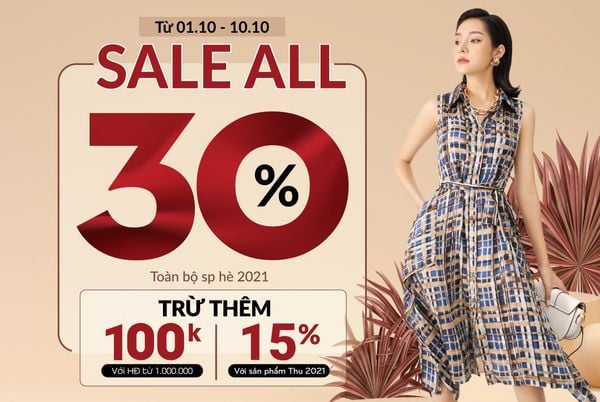 Từ 01.10 - 10.10
SALE ALL
30%
Toàn bộ sp hè 2021
TRỪ THÊM
100k
Với HĐ từ 1.000.000
15%
Với sản phẩm Thu 2021